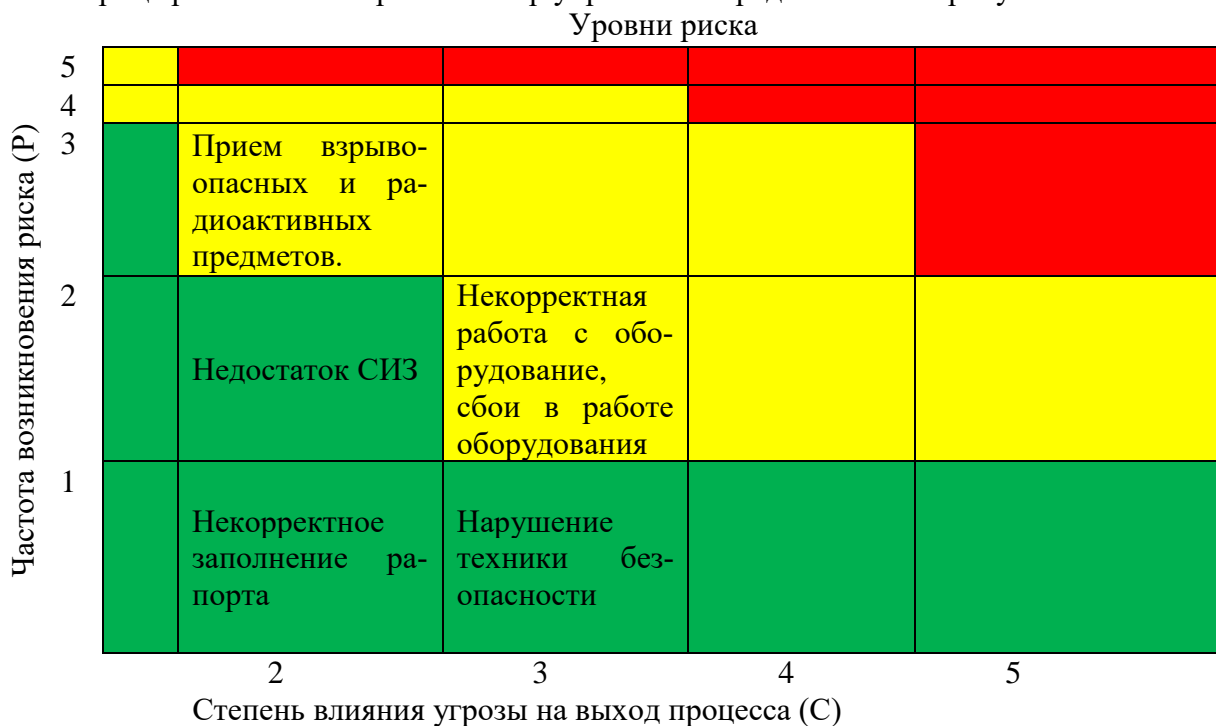 Уровни риска
5
4
3
Прием взрыво-
опасных и ра-
диоактивных
предметов.
2
Недостаток СИЗ
Некорректная
работа с обо-
рудование,
сбои в работе
оборудования
1
Некорректное
заполнение ра-
порта
Нарушение
техники без-
опасности
Частота возникновения риска (P)
2 3 4 5
Степень влияния угрозы на выход процесса (С)